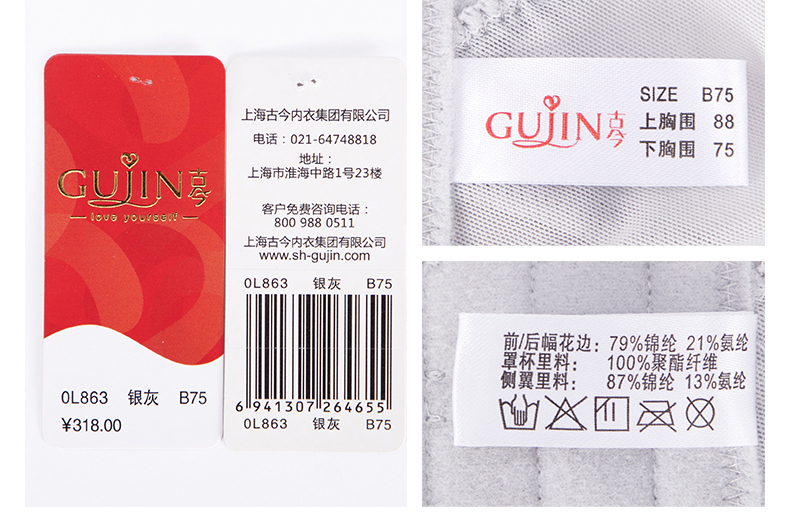 GUJIN古今
love yourself
0L863 银灰 B75
¥318.00
上海古今内衣集团有限公司
电话：021-64748818
地址：
上海市淮海中路1号23楼
客户免费咨询电话：
800 988 0511
上海古今内衣集团有限公司
www.sh-gujin.com
0L863 银灰 B75
6 941307 264655
0L863 银灰 B75
GUJIN古今
SIZE B75
上胸围 88
下胸围 75
前/后幅花边：79%锦纶 21%氨纶
罩杯里料：100%聚酯纤维
侧翼里料：87%锦纶 13%氨纶